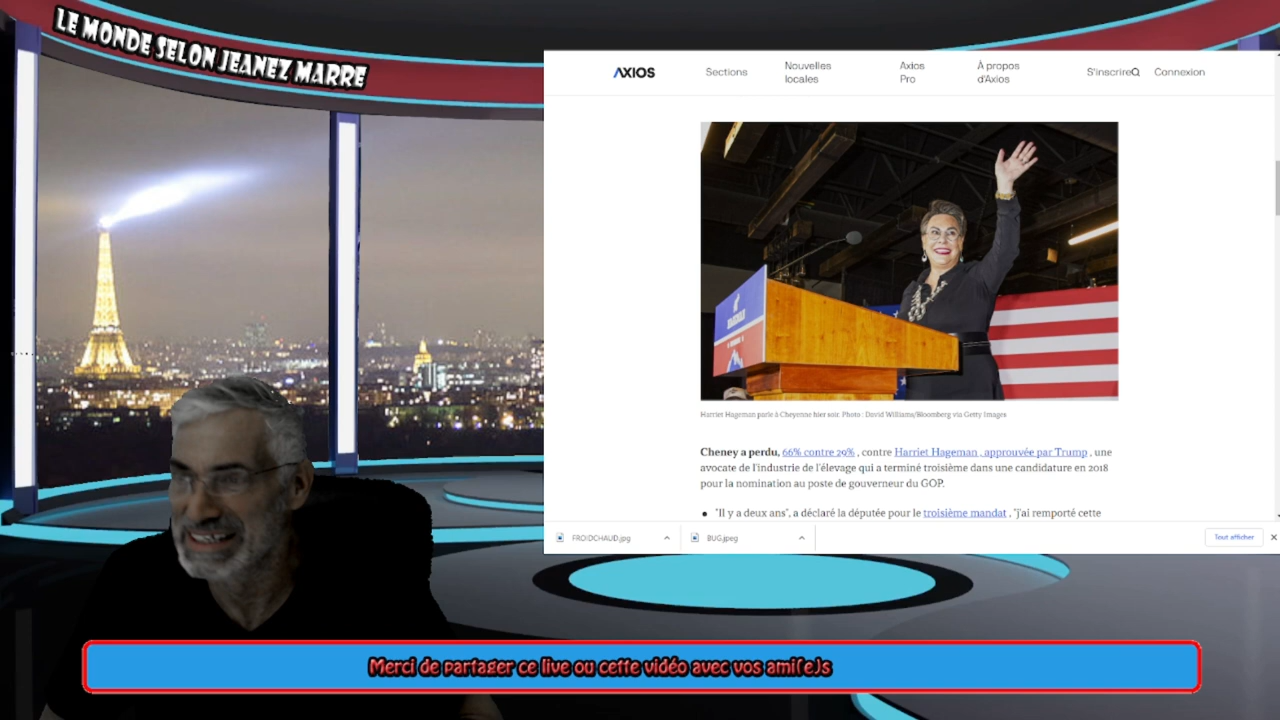 LE MONDE SELON JEANEZ MARRE
AXIOS
Sections
Nouvelles
locales
Axios
Pro
À propos
d'Axios
S'inscrire
Connexion
Harriet Hageman parle à Cheyenne hier soir. Photo : David Williams/Bloomberg via Getty Images
Cheney a perdu, 66% contre 29% , contre Harriet Hageman , approuvée par Trump , une
avocate de l'industrie de l'élevage qui a terminé troisième dans une candidature en 2018
pour la nomination au poste de gouverneur du GOP.
• "Il y a deux ans", a déclaré la députée pour le troisième mandat , "j'ai remporté cette
FROIDCHAUD.jpg
BUG.jpeg
Tout afficher
Merci de partager ce live ou cette vidéo avec vos ami(e)s